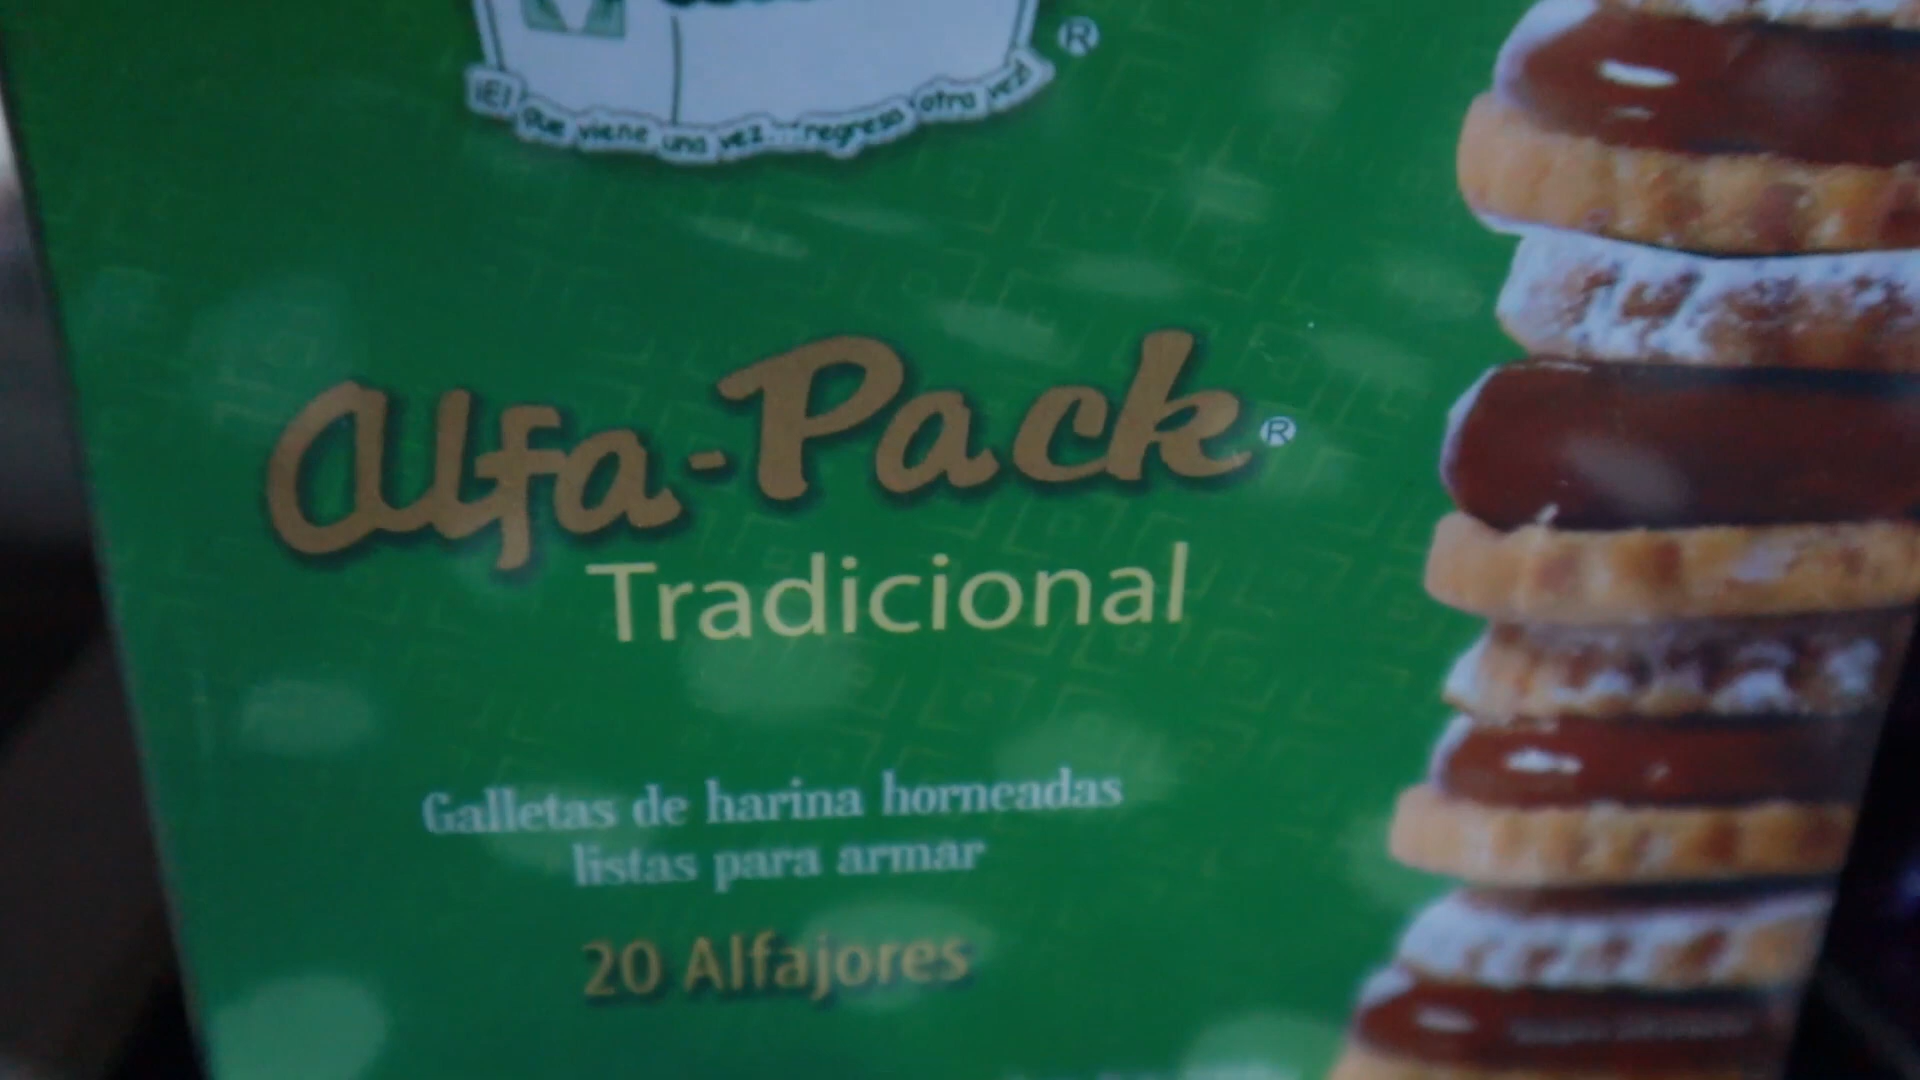 ¡El que viene una vez... regresa otra vez!
®
Alfa-Pack®
Tradicional
Galletas de harina horneadas
listas para armar
20 Alfajores